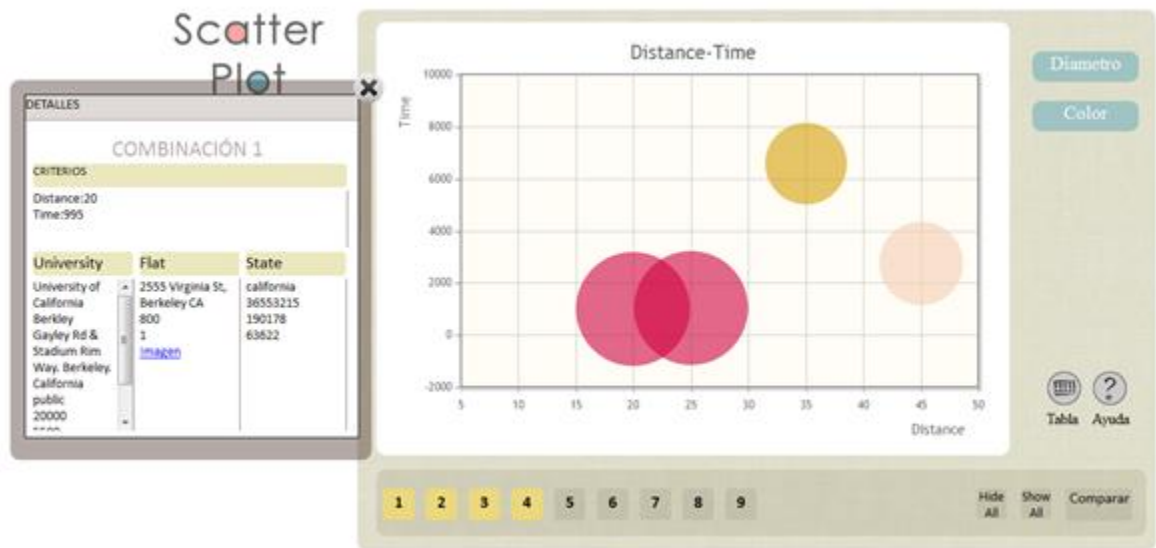 Scatter
Plot
DETALLES
COMBINACIÓN 1
CRITERIOS
Distance:20
Time:995
University Flat State
University of
California
Berkley
Gayley Rd &
Stadium Rim
Way, Berkeley,
California
public
20000
2555 Virginia St,
Berkeley CA
800
1
Imagen
california
36553215
190178
63622
Distance-Time
Time
10000
8000
6000
4000
2000
0
-2000
5 10 15 20 25 30 35 40 45 50
Distance
Diametro
Color
Tabla Ayuda
1 2 3 4 5 6 7 8 9
Hide
All
Show
All
Comparar